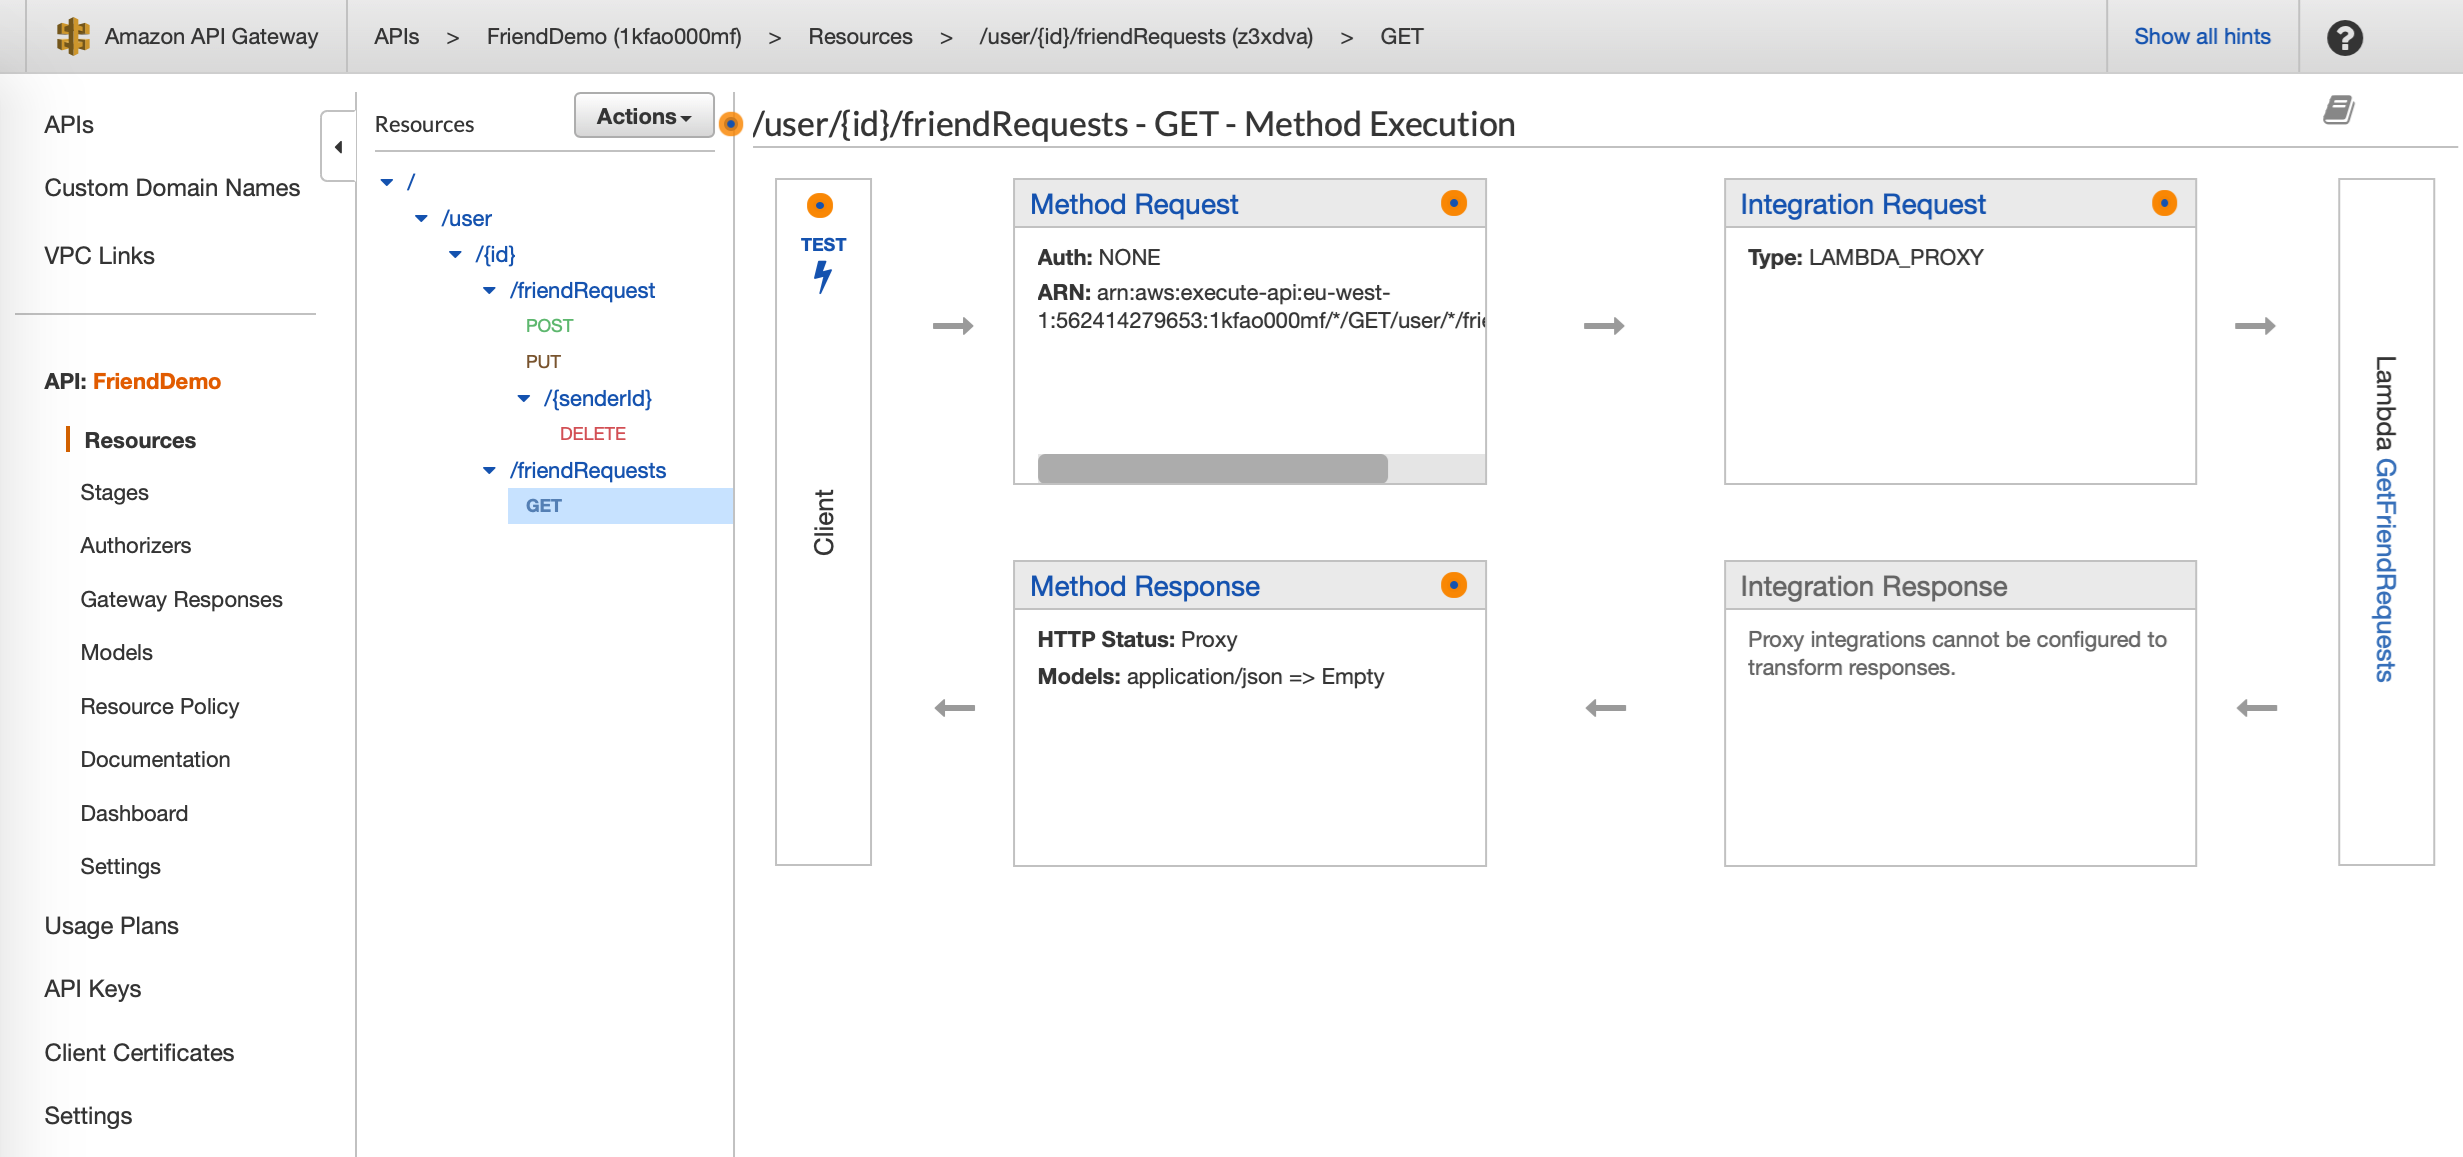 Amazon API Gateway
APIs > FriendDemo (1kfao000mf) > Resources > /user/{id}/friendRequests (z3xdva) > GET
Show all hints
?
APIs
Custom Domain Names
VPC Links
API: FriendDemo
Resources
Stages
Authorizers
Gateway Responses
Models
Resource Policy
Documentation
Dashboard
Settings
Usage Plans
API Keys
Client Certificates
Settings
Resources
Actions
/
/user
/{id}
/friendRequest
POST
PUT
/{senderId}
DELETE
/friendRequests
GET
/user/{id}/friendRequests - GET - Method Execution
TEST
Client
Method Request
Auth: NONE
ARN: arn:aws:execute-api:eu-west-
1:562414279653:1kfao000mf/*/GET/user/*/frie
Integration Request
Type: LAMBDA_PROXY
Method Response
HTTP Status: Proxy
Models: application/json => Empty
Integration Response
Proxy integrations cannot be configured to
transform responses.
Lambda GetFriendRequests